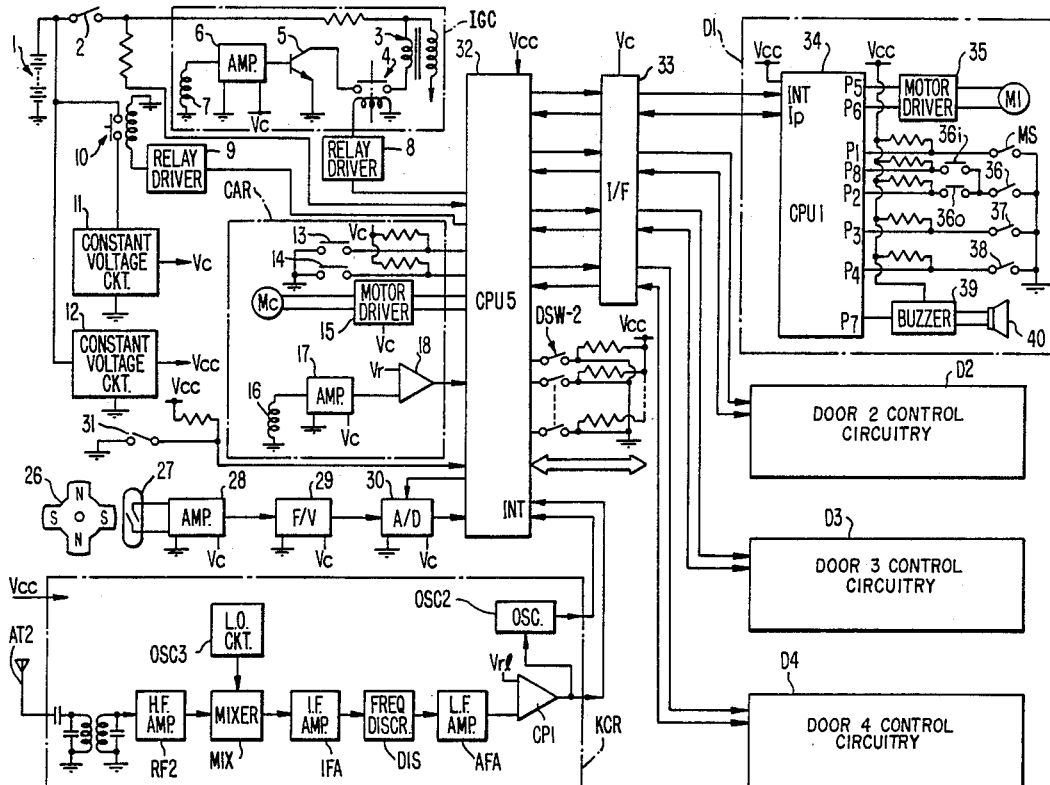 IGC
D1
1
2
6
AMP.
5
3
4
7
Vc
32
Vcc
Vc
33
Vcc
34
35
INT
Ip
P5
P6
MOTOR
DRIVER
M1
10
RELAY
DRIVER
9
RELAY
DRIVER
8
P1
P8
P2
P3
P4
P7
MS
36i
36
36o
37
38
CPU 1
BUZZER
39
40
CAR
11
CONSTANT
VOLTAGE
CKT.
Vc
13
14
Vc
Mc
MOTOR
DRIVER
15
Vc
CPU 5
I/F
12
CONSTANT
VOLTAGE
CKT.
Vcc
Vcc
17
AMP.
16
Vc
Vr
18
DSW-2
Vcc
31
D2
DOOR 2 CONTROL
CIRCUITRY
26
N
S
S
N
27
28
AMP.
Vc
29
F/V
Vc
30
A/D
Vc
INT
D3
DOOR 3 CONTROL
CIRCUITRY
Vcc
AT2
L.O.
CKT.
OSC3
OSC2
OSC.
Vrℓ
H.F.
AMP.
RF2
MIXER
MIX
I.F.
AMP.
IFA
FREQ
DISCR.
DIS
L.F.
AMP.
AFA
CP1
KCR
D4
DOOR 4 CONTROL
CIRCUITRY